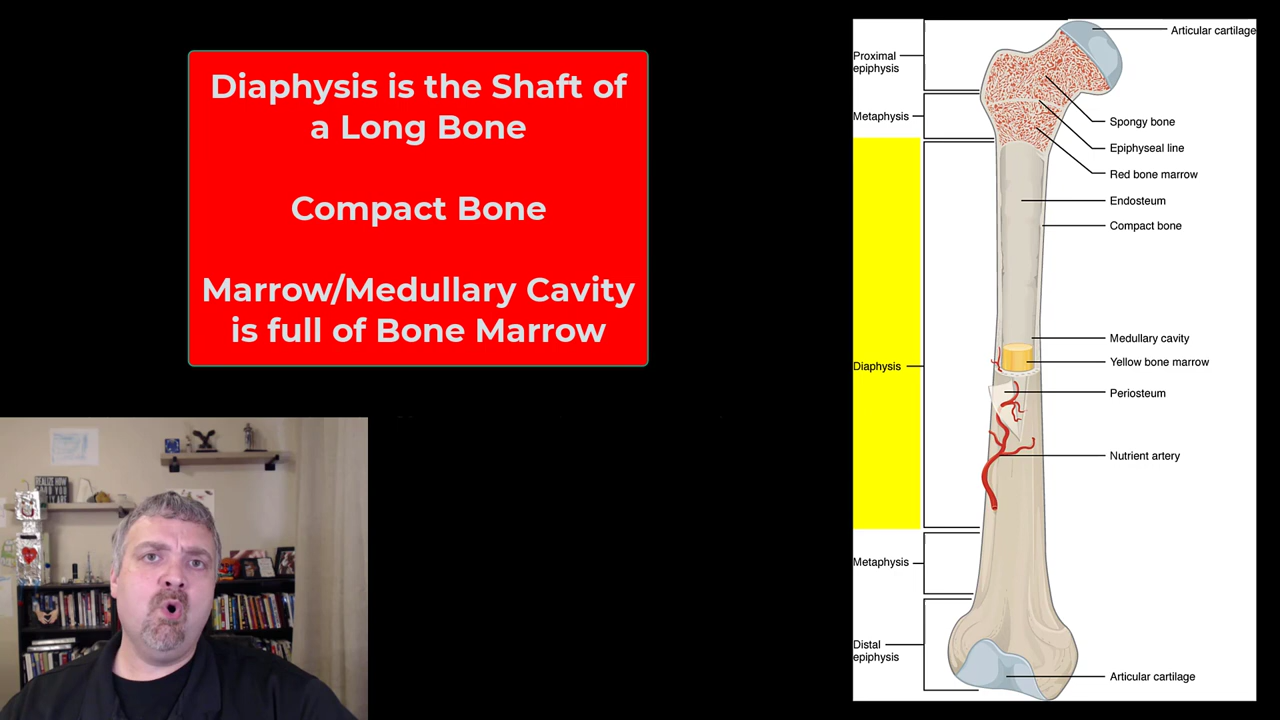 Diaphysis is the Shaft of
a Long Bone
Compact Bone
Marrow/Medullary Cavity
is full of Bone Marrow
Articular cartilage
Proximal
epiphysis
Metaphysis
Spongy bone
Epiphyseal line
Red bone marrow
Endosteum
Compact bone
Medullary cavity
Yellow bone marrow
Diaphysis
Periosteum
Nutrient artery
Metaphysis
Distal
epiphysis
Articular cartilage